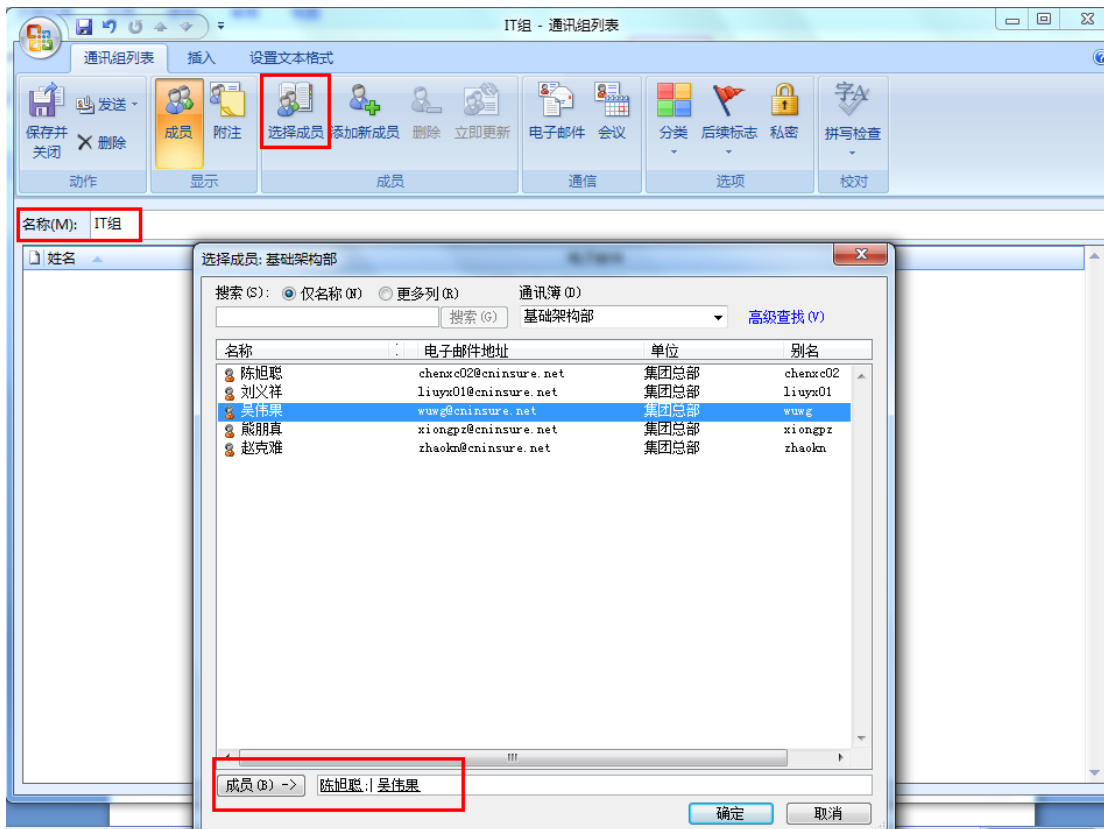 IT组 - 通讯组列表
通讯组列表 插入 设置文本格式
保存并关闭 发送 删除 成员 附注 选择成员 添加新成员 删除 立即更新 电子邮件 会议 分类 后续标志 私密 字A 拼写检查
动作 显示 成员 通信 选项 校对
名称(M): IT组
姓名
选择成员: 基础架构部
搜索(S): 仅名称(N) 更多列(R) 通讯簿(D)
搜索(G) 基础架构部 高级查找(V)
名称 电子邮件地址 单位 别名
陈旭聪 chenxc02@cninsure.net 集团总部 chenxc02
刘义祥 liuyx01@cninsure.net 集团总部 liuyx01
吴伟果 wuwg@cninsure.net 集团总部 wuwg
熊朋真 xiongpz@cninsure.net 集团总部 xiongpz
赵克难 zhaokn@cninsure.net 集团总部 zhaokn
成员(B) -> 陈旭聪; 吴伟果
确定 取消